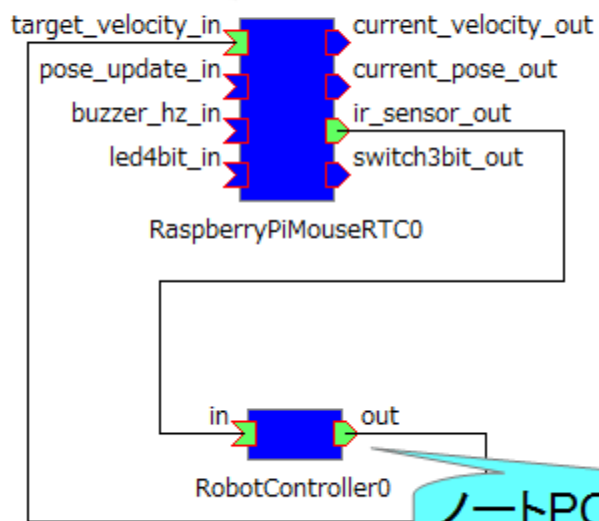 target_velocity_in
current_velocity_out
pose_update_in
current_pose_out
buzzer_hz_in
ir_sensor_out
led4bit_in
switch3bit_out
RaspberryPiMouseRTC0
in
out
RobotController0
ノートPC